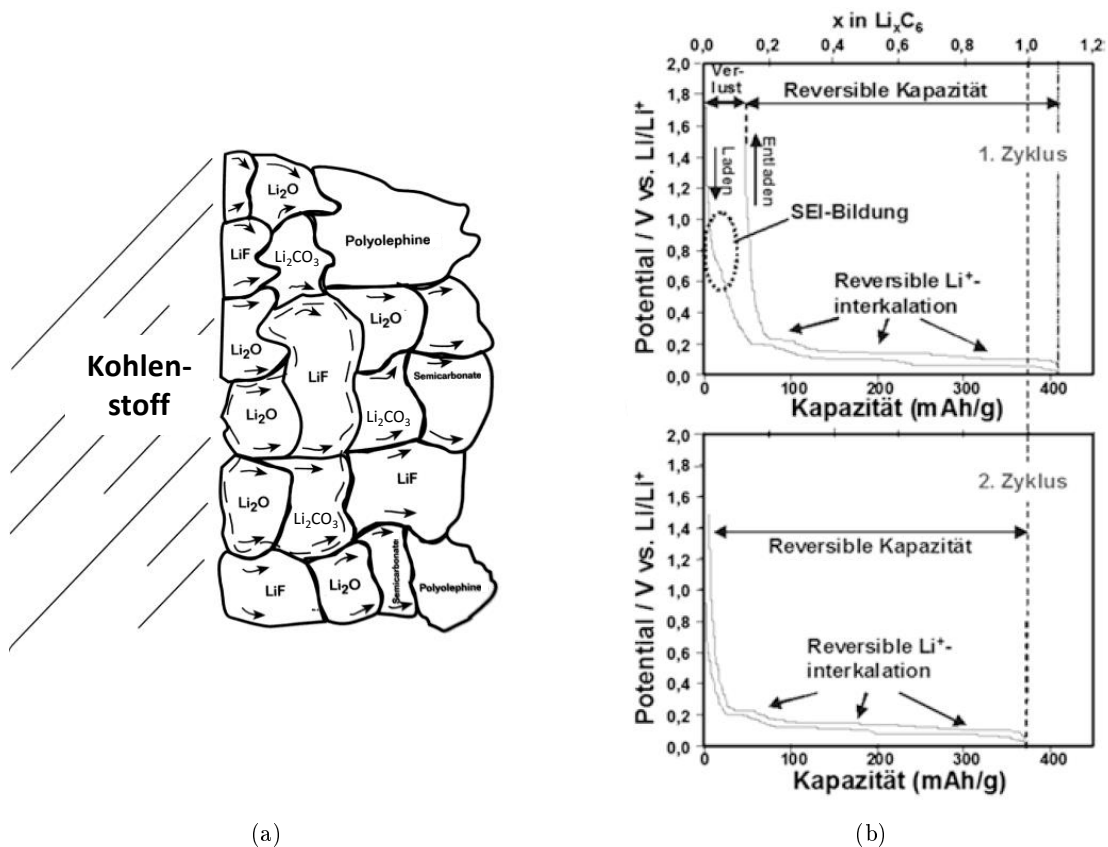 Kohlen-
stoff
Li₂O
LiF
Li₂CO₃
Polyolephine
Li₂O
Li₂O
LiF
Semicarbonate
Li₂O
Li₂CO₃
LiF
Li₂O
Li₂CO₃
LiF
Li₂O
Semicarbonate
Polyolephine
(a)
x in LiₓC₆
0,0 0,2 0,4 0,6 0,8 1,0 1,2
Potential / V vs. Li/Li⁺
2,0
1,8
1,6
1,4
1,2
1,0
0,8
0,6
0,4
0,2
0,0
Ver-
lust
Reversible Kapazität
1. Zyklus
Laden
Entladen
SEI-Bildung
Reversible Li⁺-
interkalation
0 100 200 300 400
Kapazität (mAh/g)
Potential / V vs. Li/Li⁺
2,0
1,8
1,6
1,4
1,2
1,0
0,8
0,6
0,4
0,2
0,0
2. Zyklus
Reversible Kapazität
Reversible Li⁺-
interkalation
0 100 200 300 400
Kapazität (mAh/g)
(b)